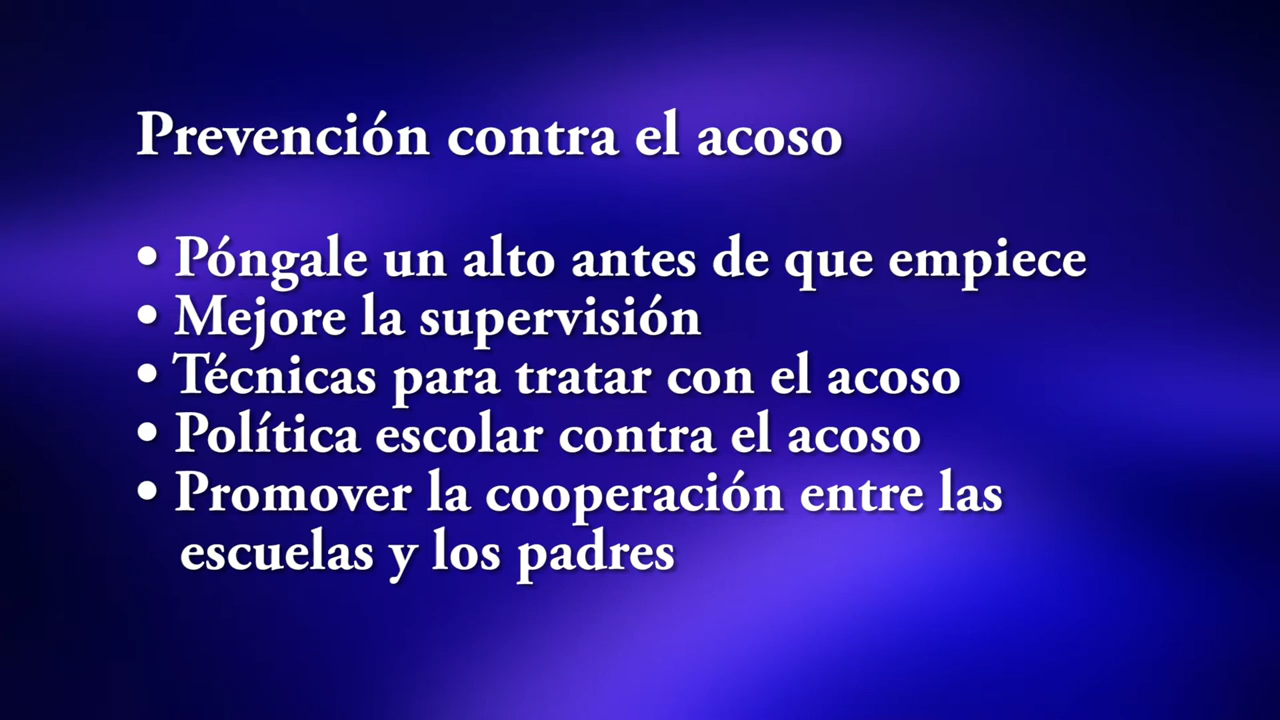 Prevención contra el acoso
• Póngale un alto antes de que empiece
• Mejore la supervisión
• Técnicas para tratar con el acoso
• Política escolar contra el acoso
• Promover la cooperación entre las
escuelas y los padres